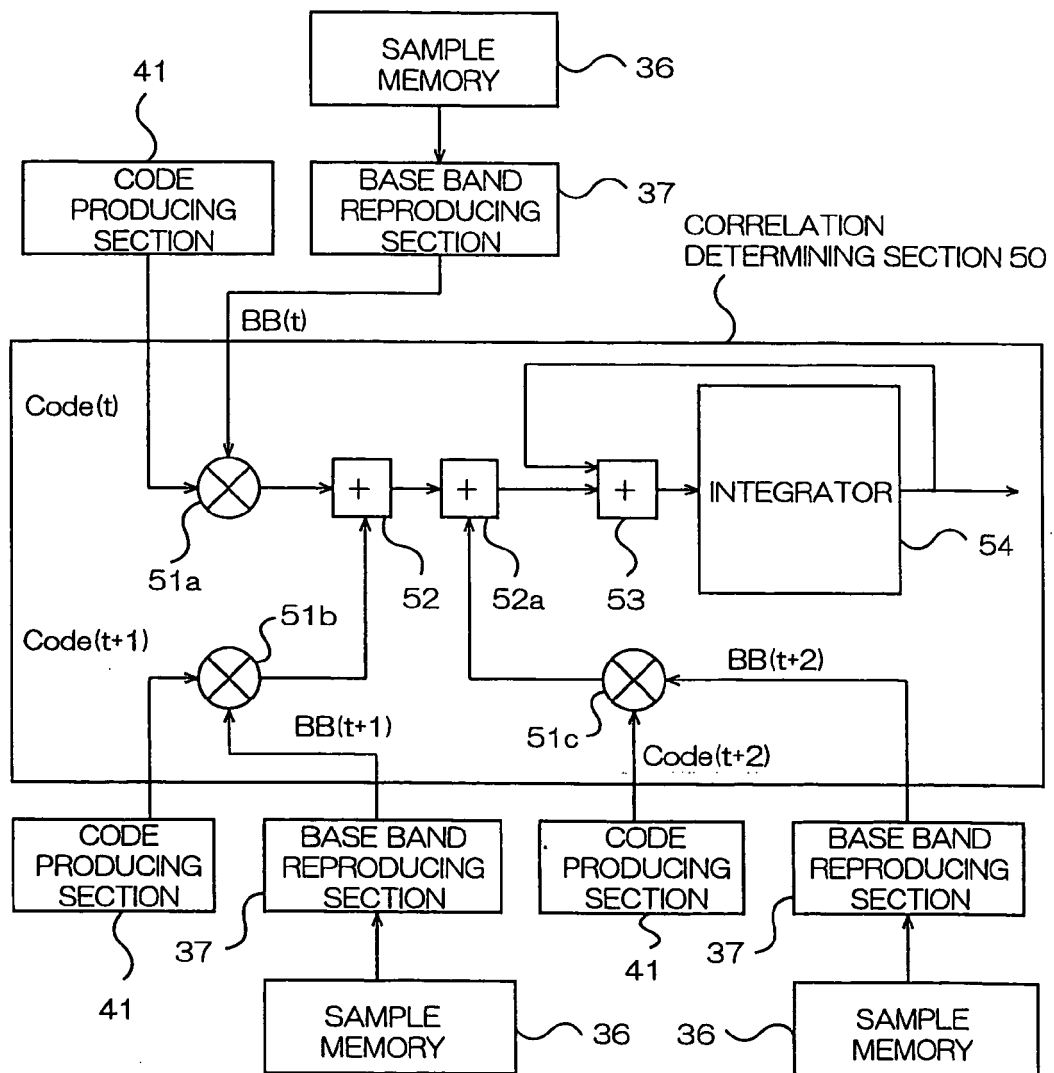 SAMPLE
MEMORY
36
41
CODE
PRODUCING
SECTION
BASE BAND
REPRODUCING
SECTION
37
CORRELATION
DETERMINING SECTION 50
BB(t)
Code(t)
51a
+
52
+
52a
+
53
INTEGRATOR
54
Code(t+1)
51b
BB(t+1)
51c
BB(t+2)
Code(t+2)
CODE
PRODUCING
SECTION
41
BASE BAND
REPRODUCING
SECTION
37
CODE
PRODUCING
SECTION
41
BASE BAND
REPRODUCING
SECTION
37
SAMPLE
MEMORY
36
36
SAMPLE
MEMORY